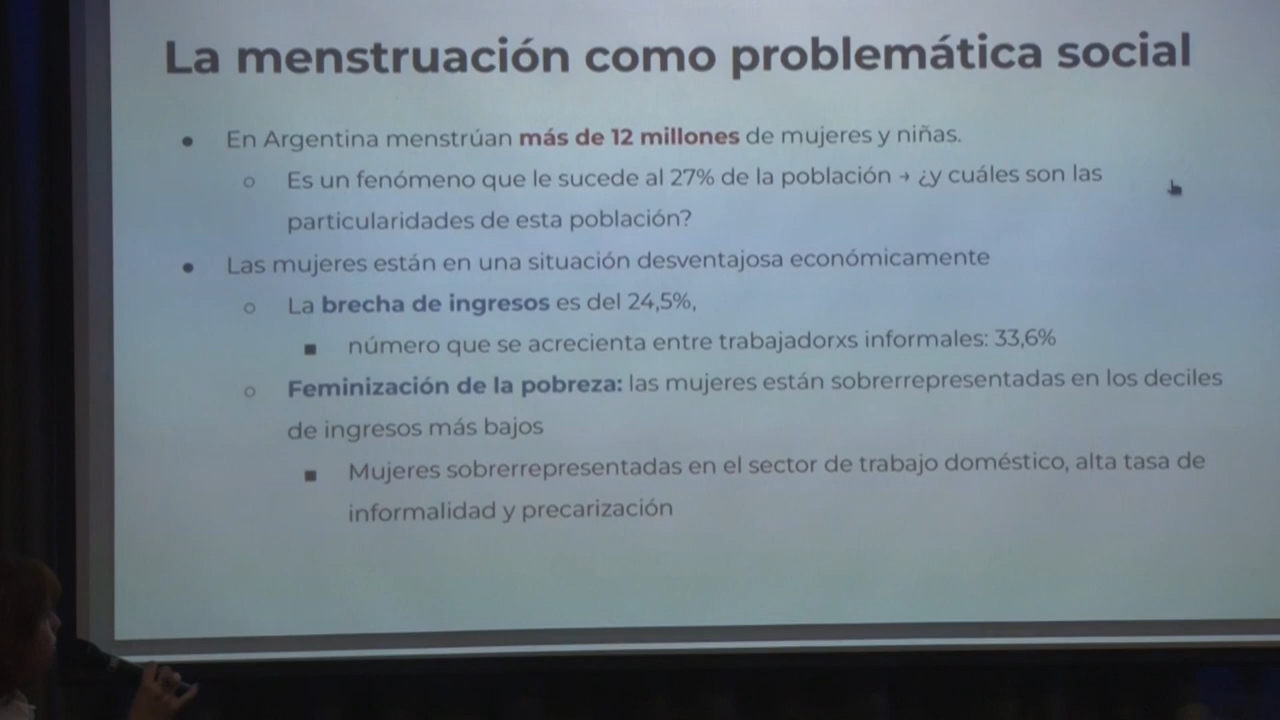 La menstruación como problemática social
● En Argentina menstrúan más de 12 millones de mujeres y niñas.
○ Es un fenómeno que le sucede al 27% de la población → ¿y cuáles son las
particularidades de esta población?
● Las mujeres están en una situación desventajosa económicamente
○ La brecha de ingresos es del 24,5%,
■ número que se acrecienta entre trabajadorxs informales: 33,6%
○ Feminización de la pobreza: las mujeres están sobrerrepresentadas en los deciles
de ingresos más bajos
■ Mujeres sobrerrepresentadas en el sector de trabajo doméstico, alta tasa de
informalidad y precarización